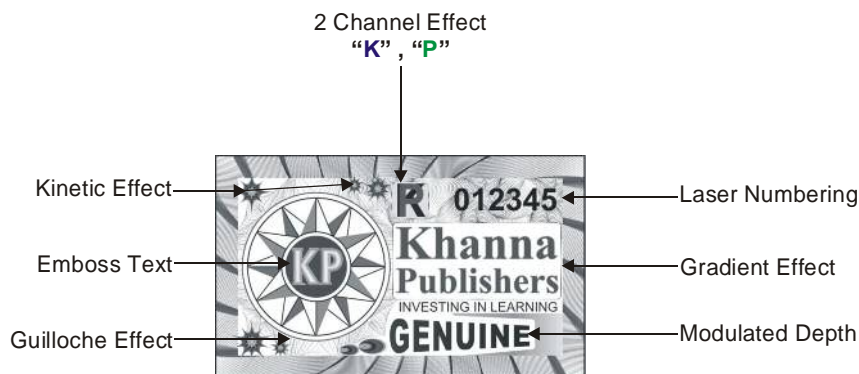 2 Channel Effect
“K” , “P”
Kinetic Effect
012345
Laser Numbering
Emboss Text
KP
Khanna
Publishers
INVESTING IN LEARNING
Gradient Effect
Guilloche Effect
GENUINE
Modulated Depth